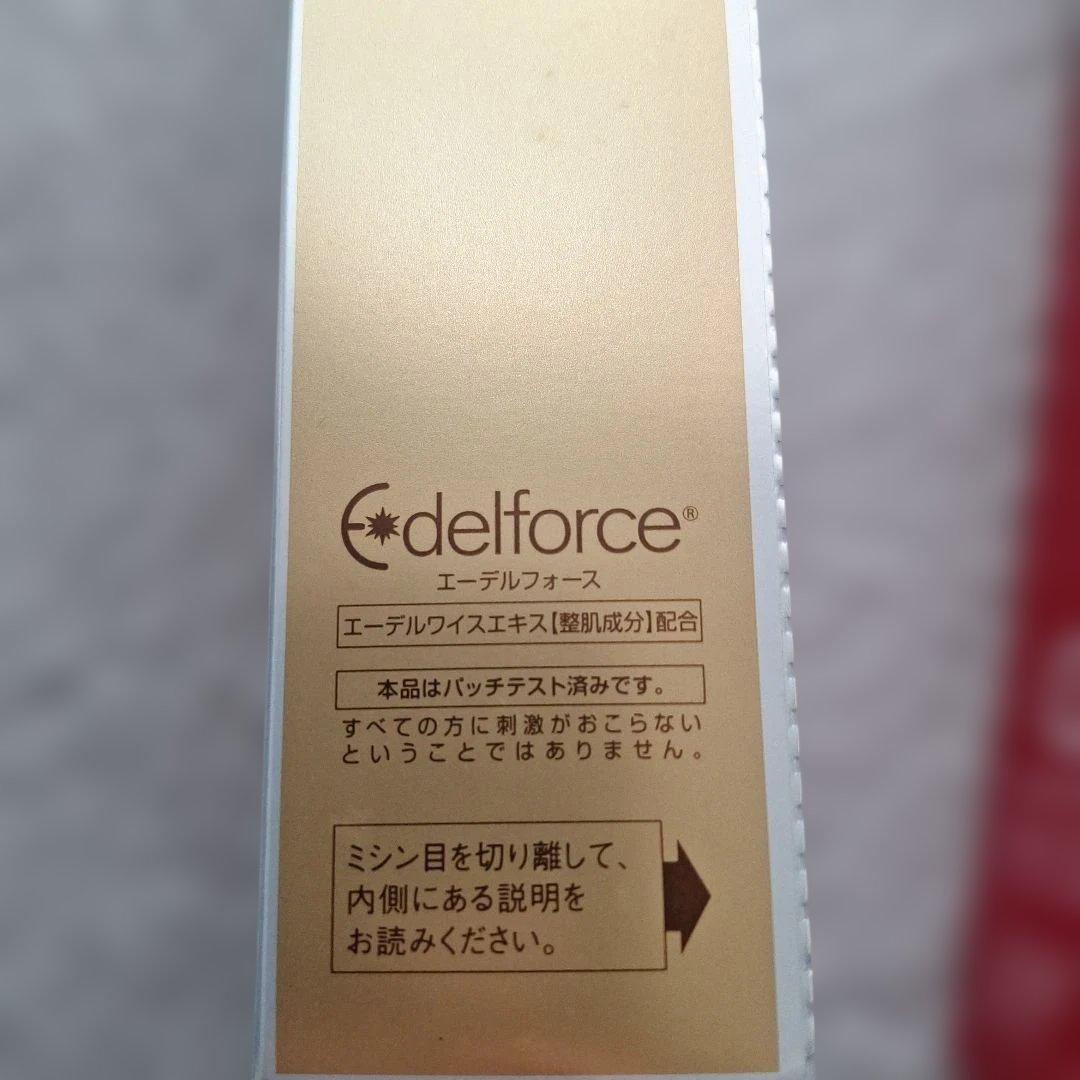 Edelforce®
エーデルフォース
エーデルワイスエキス【整肌成分】配合
本品はパッチテスト済みです。
すべての方に刺激がおこらない
ということではありません。
ミシン目を切り離して、
内側にある説明を
お読みください。